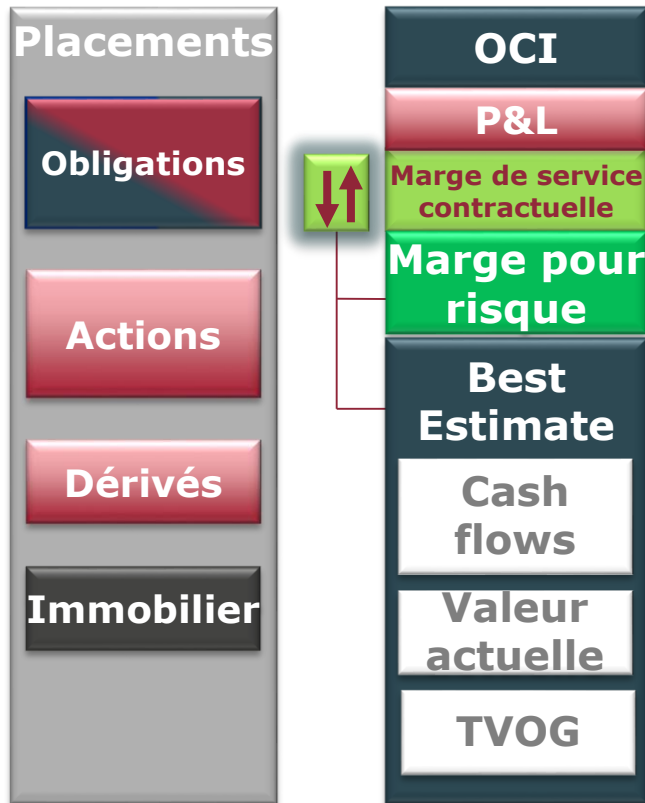 Placements
Obligations
Actions
Dérivés
Immobilier
OCI
P&L
Marge de service
contractuelle
Marge pour
risque
Best
Estimate
Cash
flows
Valeur
actuelle
TVOG